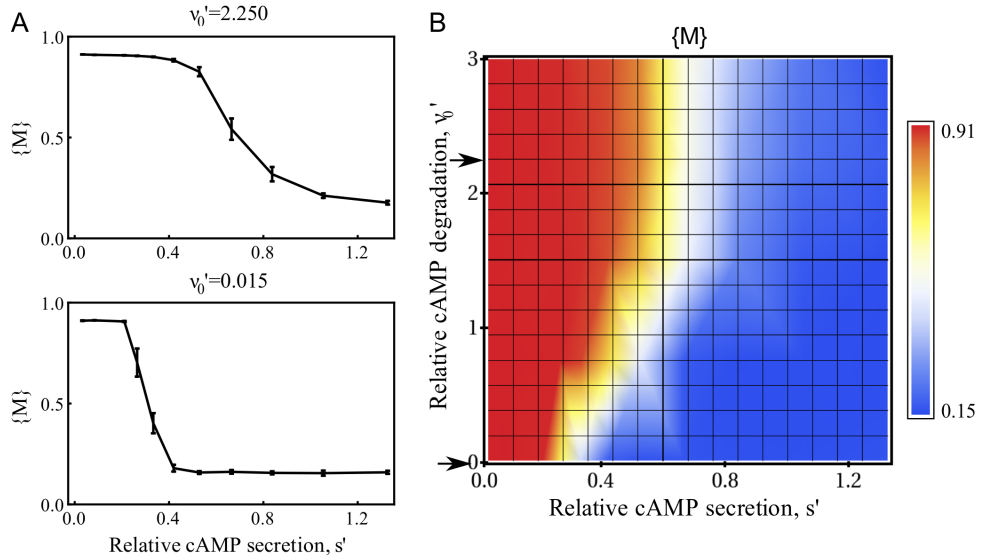 A
ν₀'=2.250
1.0
0.5
0.0
{M}
0.0 0.4 0.8 1.2
ν₀'=0.015
1.0
0.5
0.0
{M}
0.0 0.4 0.8 1.2
Relative cAMP secretion, s'
B
{M}
3
2
1
0
Relative cAMP degradation, ν₀'
0.0 0.4 0.8 1.2
Relative cAMP secretion, s'
0.91
0.15